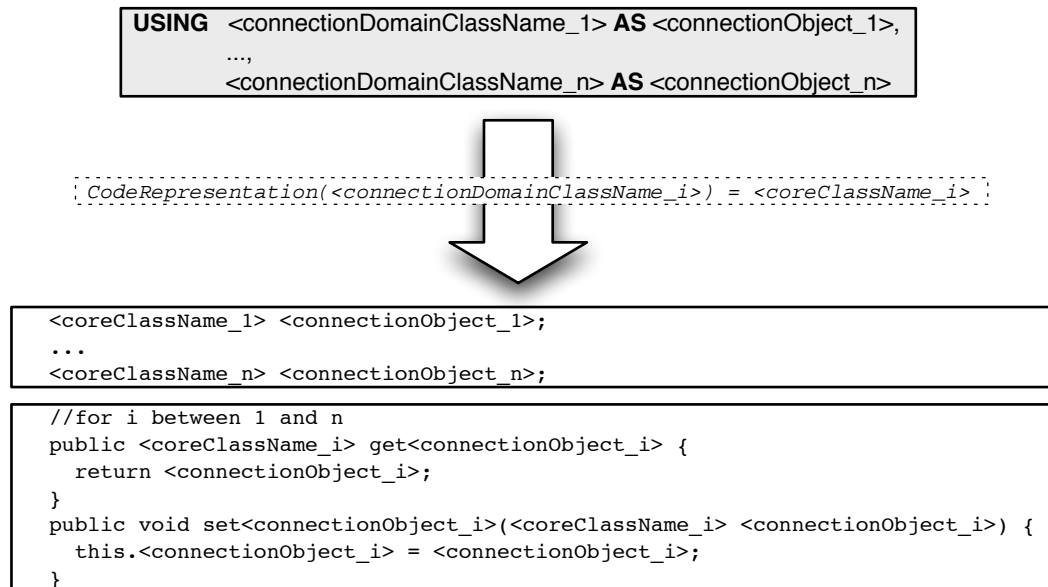 USING <connectionDomainClassName_1> AS <connectionObject_1>,
...,
<connectionDomainClassName_n> AS <connectionObject_n>
CodeRepresentation(<connectionDomainClassName_i>) = <coreClassName_i>
<coreClassName_1> <connectionObject_1>;
...
<coreClassName_n> <connectionObject_n>;
//for i between 1 and n
public <coreClassName_i> get<connectionObject_i> {
return <connectionObject_i>;
}
public void set<connectionObject_i>(<coreClassName_i> <connectionObject_i>) {
this.<connectionObject_i> = <connectionObject_i>;
}